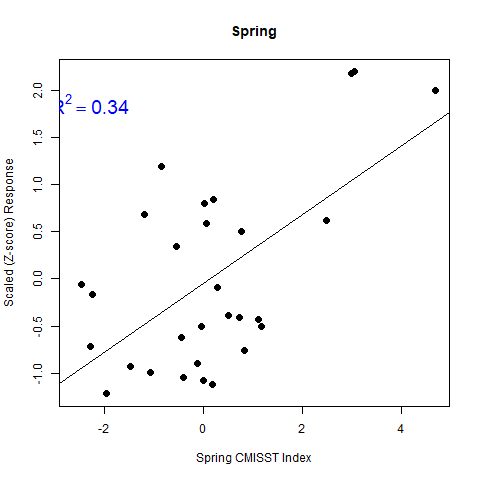 Spring
R² = 0.34
Scaled (Z-score) Response
2.0
1.5
1.0
0.5
0.0
-0.5
-1.0
-2
0
2
4
Spring CMISST Index